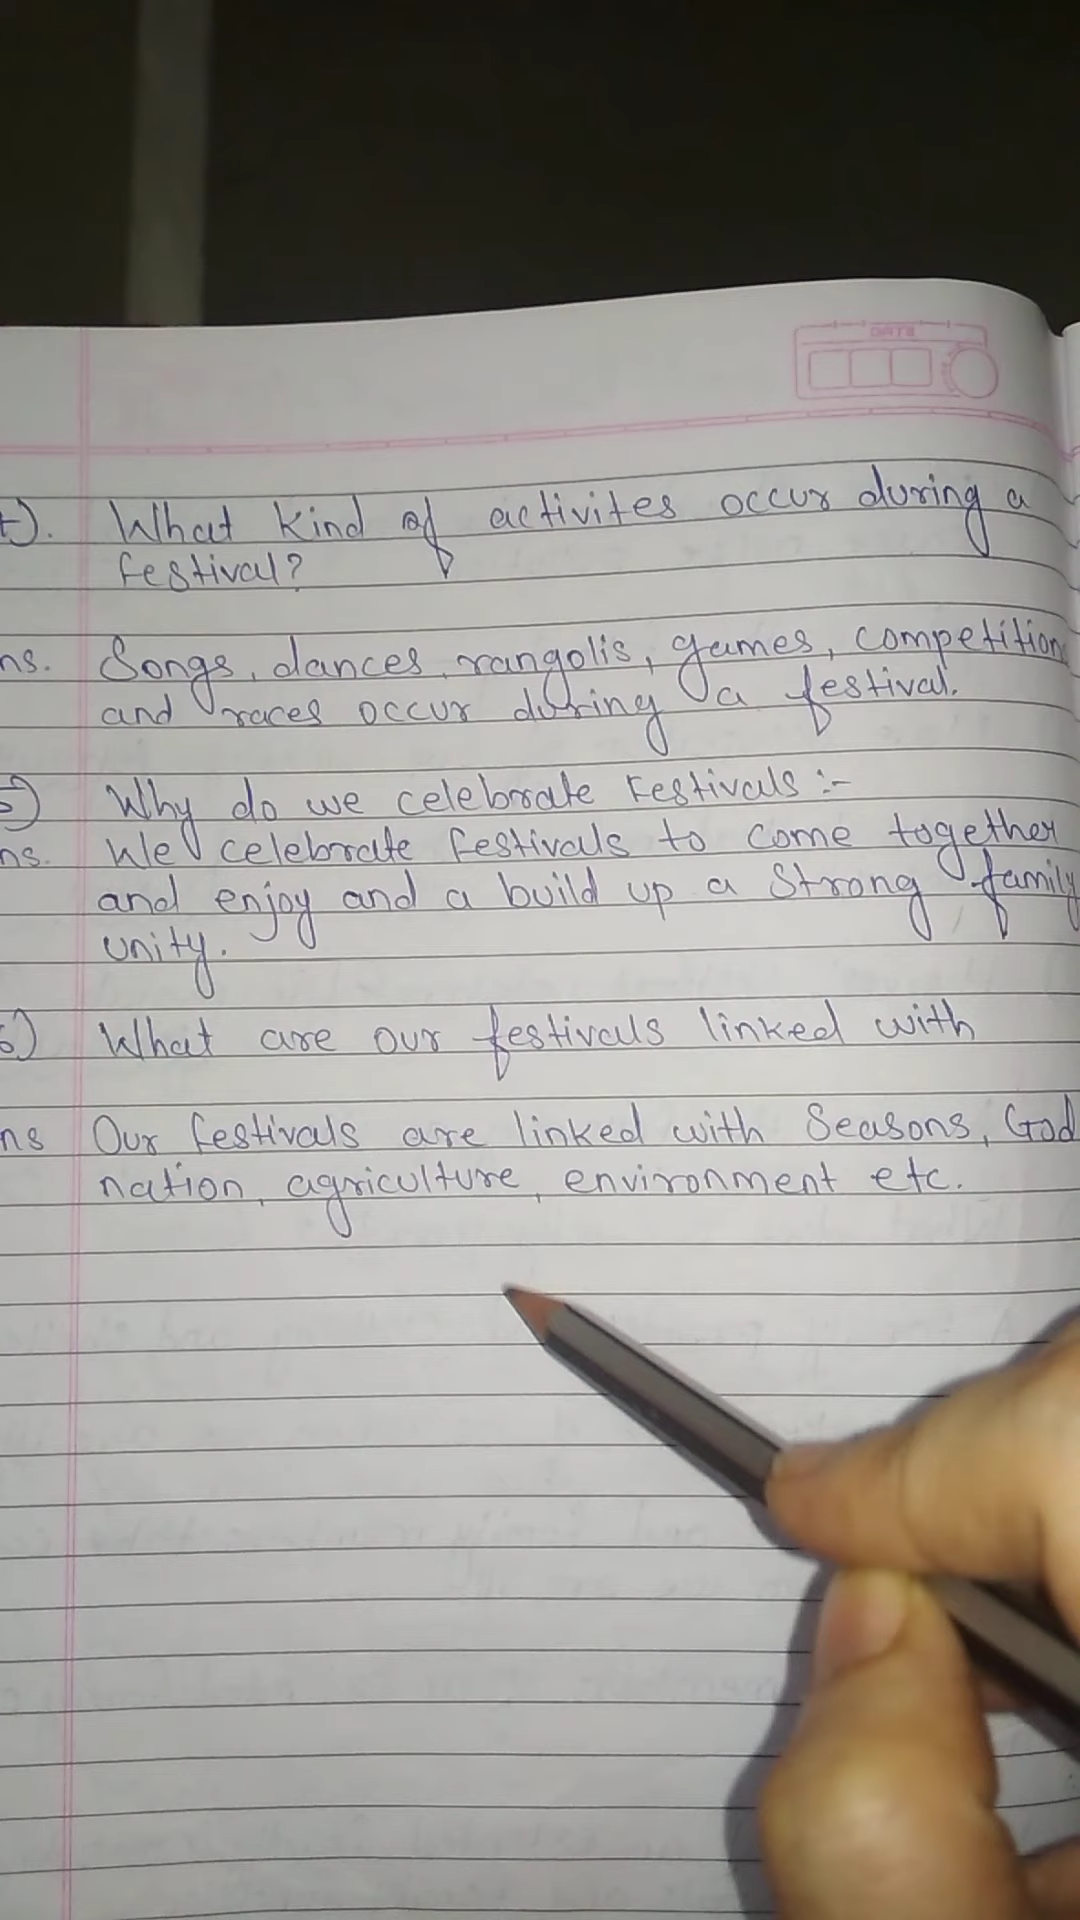 DATE
What kind of activites occur during a
festival?
ns. Songs, dances, rangolis, games, competition
and races occur during a festival.
Why do we celebrate Festivals :-
ns. We celebrate festivals to come together
and enjoy and a build up a strong family
unity.
6) What are our festivals linked with
ns Our festivals are linked with Seasons, God
nation, agriculture, environment etc.